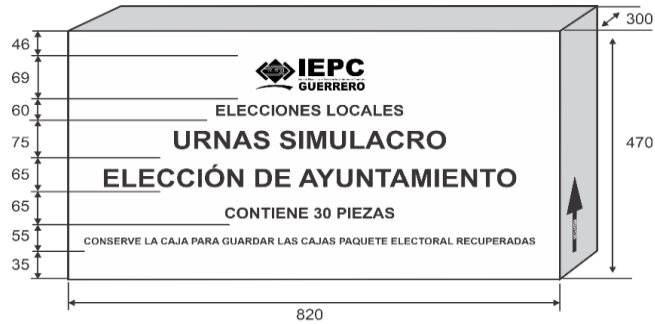 300
46
69
60
75
65
65
55
35
IEPC
GUERRERO
ELECCIONES LOCALES
URNAS SIMULACRO
ELECCIÓN DE AYUNTAMIENTO
CONTIENE 30 PIEZAS
CONSERVE LA CAJA PARA GUARDAR LAS CAJAS PAQUETE ELECTORAL RECUPERADAS
470
820